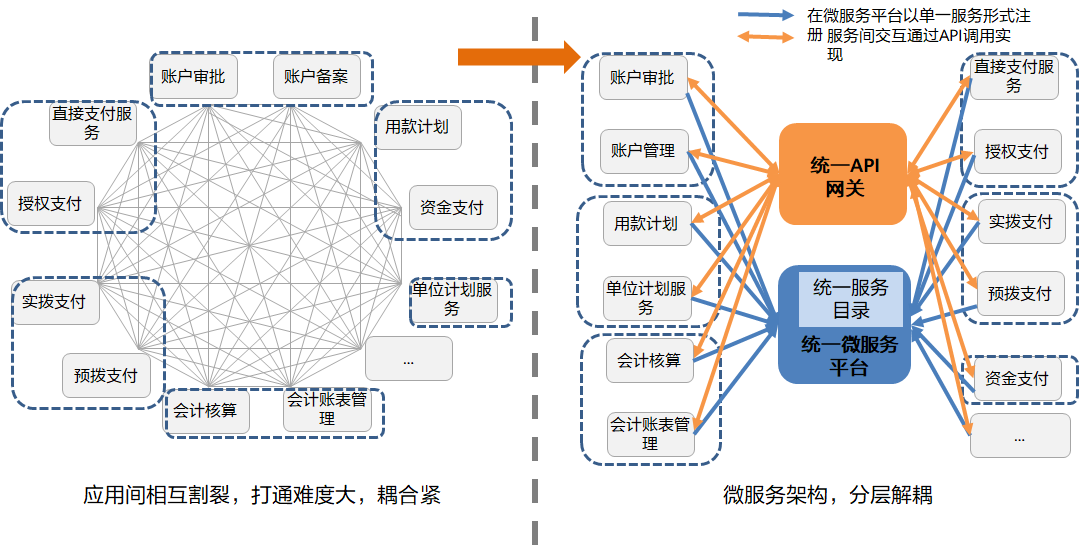 账户审批
账户备案
直接支付服
务
用款计划
授权支付
资金支付
实拨支付
单位计划服
务
预拨支付
...
会计核算
会计账表管
理
应用间相互割裂，打通难度大，耦合紧
在微服务平台以单一服务形式注
册 服务间交互通过API调用实
现
账户审批
账户管理
用款计划
单位计划服
务
会计核算
会计账表管
理
统一API
网关
统一服务
目录
统一微服务
平台
直接支付服
务
授权支付
实拨支付
预拨支付
资金支付
...
微服务架构，分层解耦